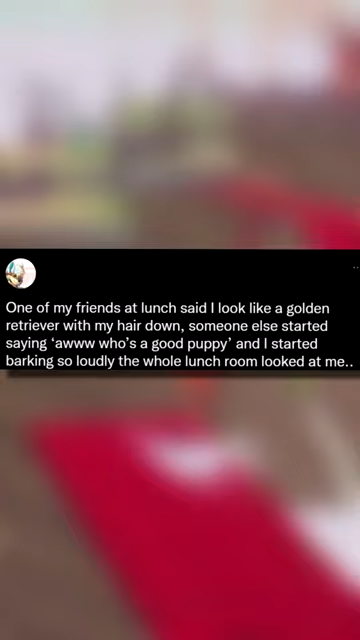 One of my friends at lunch said I look like a golden
retriever with my hair down, someone else started
saying ‘awww who’s a good puppy’ and I started
barking so loudly the whole lunch room looked at me..